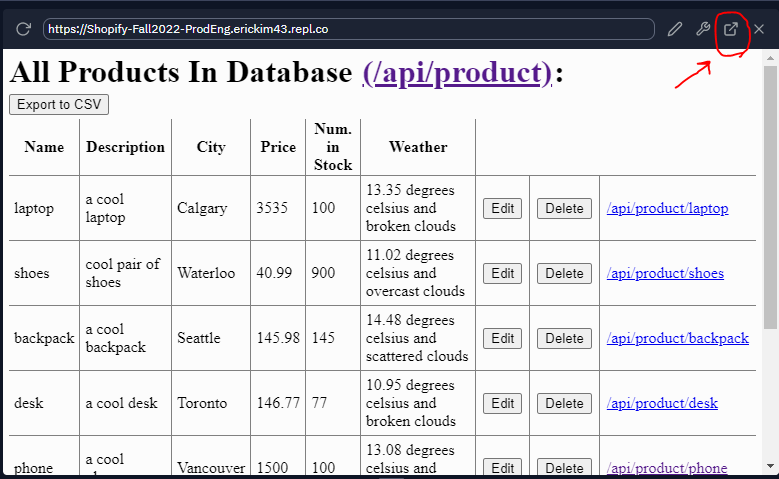 https://Shopify-Fall2022-ProdEng.erickim43.repl.co
All Products In Database (/api/product):
Export to CSV
Name Description City Price Num. in Stock Weather
laptop a cool laptop Calgary 3535 100 13.35 degrees celsius and broken clouds Edit Delete /api/product/laptop
shoes cool pair of shoes Waterloo 40.99 900 11.02 degrees celsius and overcast clouds Edit Delete /api/product/shoes
backpack a cool backpack Seattle 145.98 145 14.48 degrees celsius and scattered clouds Edit Delete /api/product/backpack
desk a cool desk Toronto 146.77 77 10.95 degrees celsius and broken clouds Edit Delete /api/product/desk
phone a cool Vancouver 1500 100 13.08 degrees celsius and Edit Delete /api/product/phone